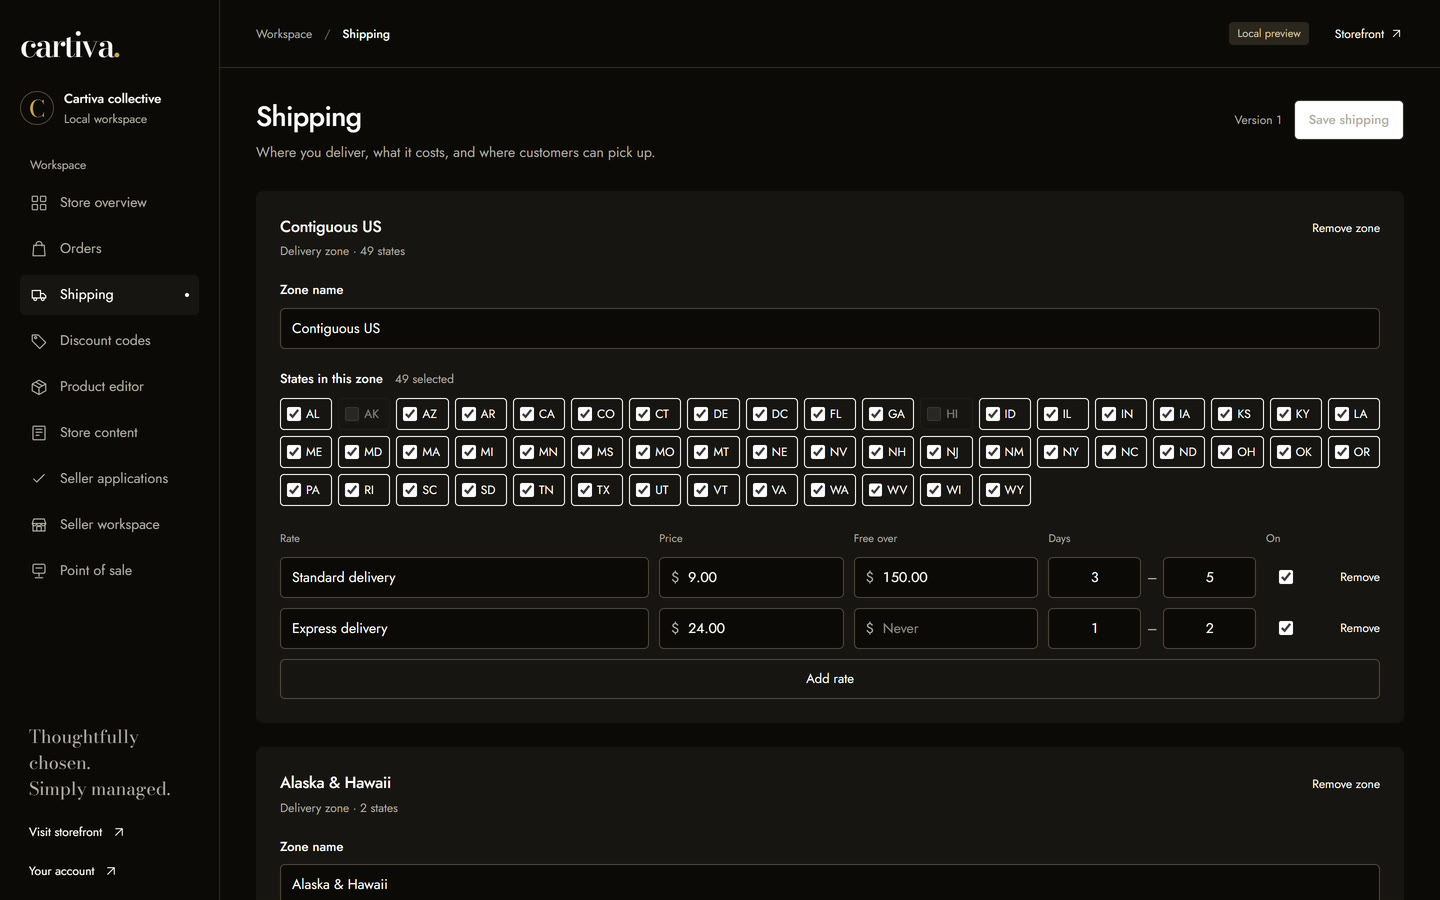 cartiva.
Workspace / Shipping
Local preview
Storefront
C
Cartiva collective
Local workspace
Workspace
Store overview
Orders
Shipping
Discount codes
Product editor
Store content
Seller applications
Seller workspace
Point of sale
Thoughtfully
chosen.
Simply managed.
Visit storefront
Your account
Shipping
Where you deliver, what it costs, and where customers can pick up.
Version 1
Save shipping
Contiguous US
Delivery zone · 49 states
Remove zone
Zone name
Contiguous US
States in this zone 49 selected
AL AK AZ AR CA CO CT DE DC FL GA HI ID IL IN IA KS KY LA
ME MD MA MI MN MS MO MT NE NV NH NJ NM NY NC ND OH OK OR
PA RI SC SD TN TX UT VT VA WA WV WI WY
Rate Price Free over Days On
Standard delivery $ 9.00 $ 150.00 3 – 5 Remove
Express delivery $ 24.00 $ Never 1 – 2 Remove
Add rate
Alaska & Hawaii
Delivery zone · 2 states
Remove zone
Zone name
Alaska & Hawaii